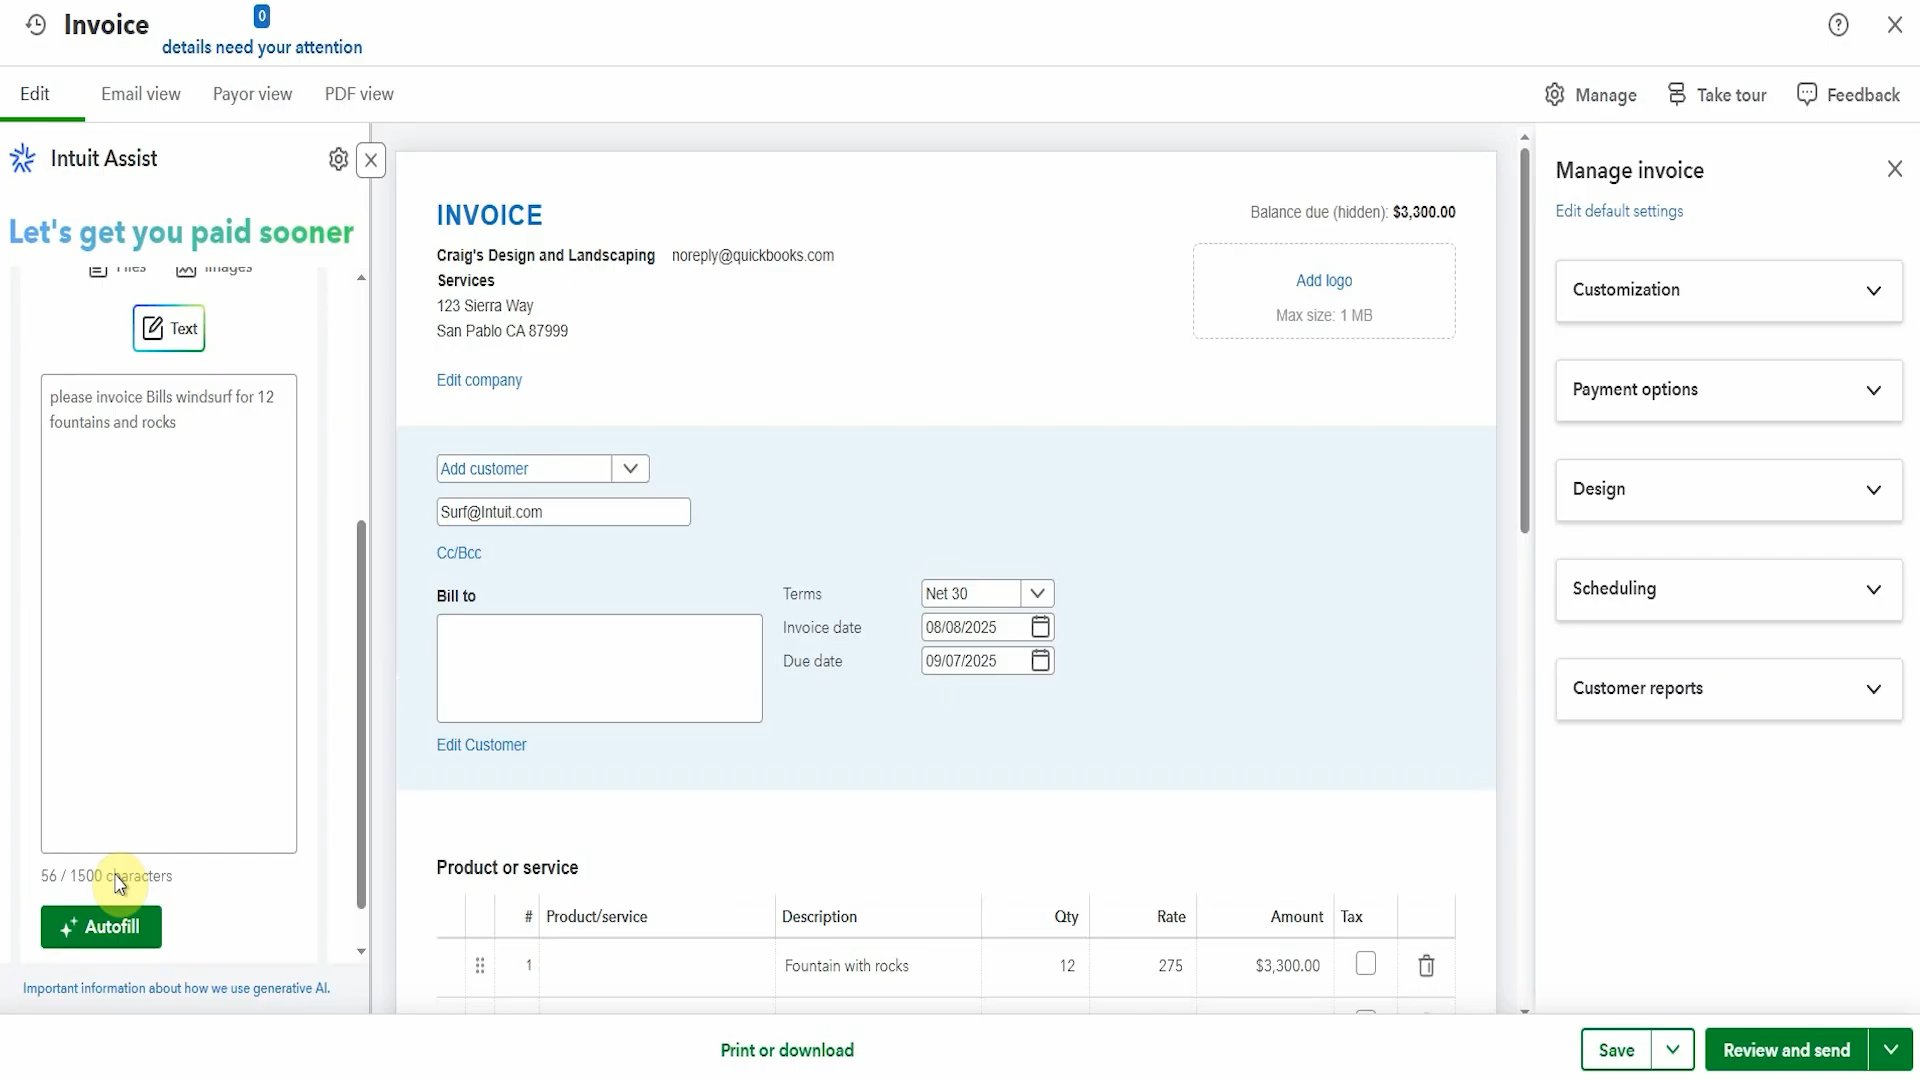 Invoice
0
details need your attention
Edit
Email view
Payor view
PDF view
Manage
Take tour
Feedback
Intuit Assist
Let's get you paid sooner
Files
Images
Text
please invoice Bills windsurf for 12
fountains and rocks
56 / 1500 characters
Autofill
Important information about how we use generative AI.
INVOICE
Balance due (hidden): $3,300.00
Craig's Design and Landscaping
Services
noreply@quickbooks.com
123 Sierra Way
San Pablo CA 87999
Add logo
Max size: 1 MB
Edit company
Add customer
Surf@Intuit.com
Cc/Bcc
Bill to
Edit Customer
Terms
Net 30
Invoice date
08/08/2025
Due date
09/07/2025
Product or service
# Product/service Description Qty Rate Amount Tax
1 Fountain with rocks 12 275 $3,300.00
Manage invoice
Edit default settings
Customization
Payment options
Design
Scheduling
Customer reports
Print or download
Save
Review and send